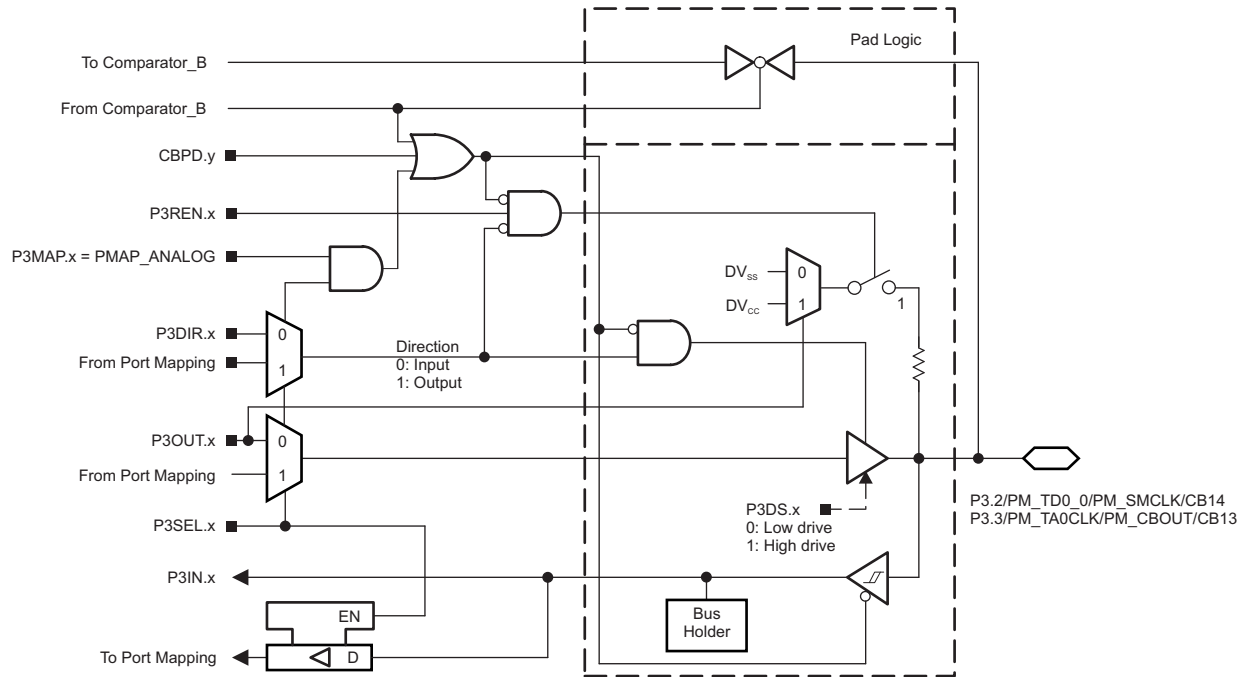 Pad Logic
To Comparator_B
From Comparator_B
CBPD.y
P3REN.x
P3MAP.x = PMAP_ANALOG
DVSS
0
DVCC
1
1
P3DIR.x
0
From Port Mapping
1
Direction
0: Input
1: Output
P3OUT.x
0
From Port Mapping
1
P3SEL.x
P3DS.x
0: Low drive
1: High drive
P3.2/PM_TD0_0/PM_SMCLK/CB14
P3.3/PM_TA0CLK/PM_CBOUT/CB13
P3IN.x
EN
Bus
Holder
To Port Mapping
D